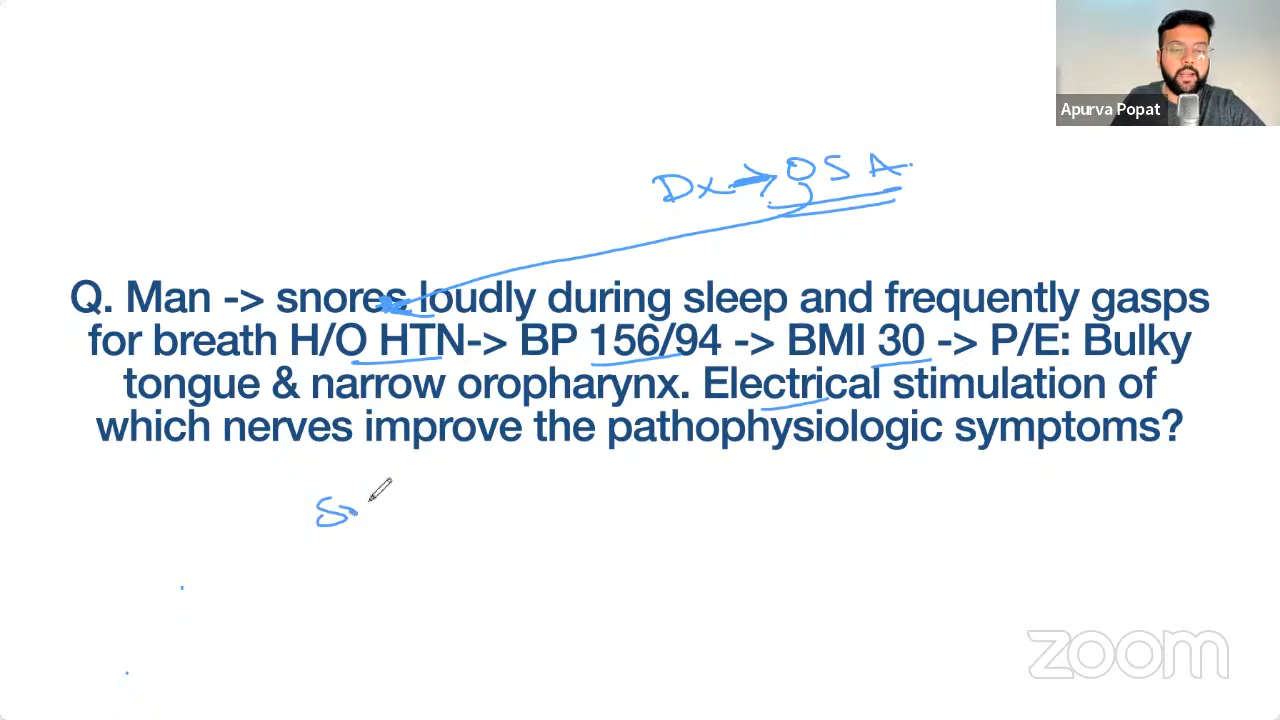 Apurva Popat
Dx → OSA.
Q. Man -> snores loudly during sleep and frequently gasps
for breath H/O HTN-> BP 156/94 -> BMI 30 -> P/E: Bulky
tongue & narrow oropharynx. Electrical stimulation of
which nerves improve the pathophysiologic symptoms?
zoom